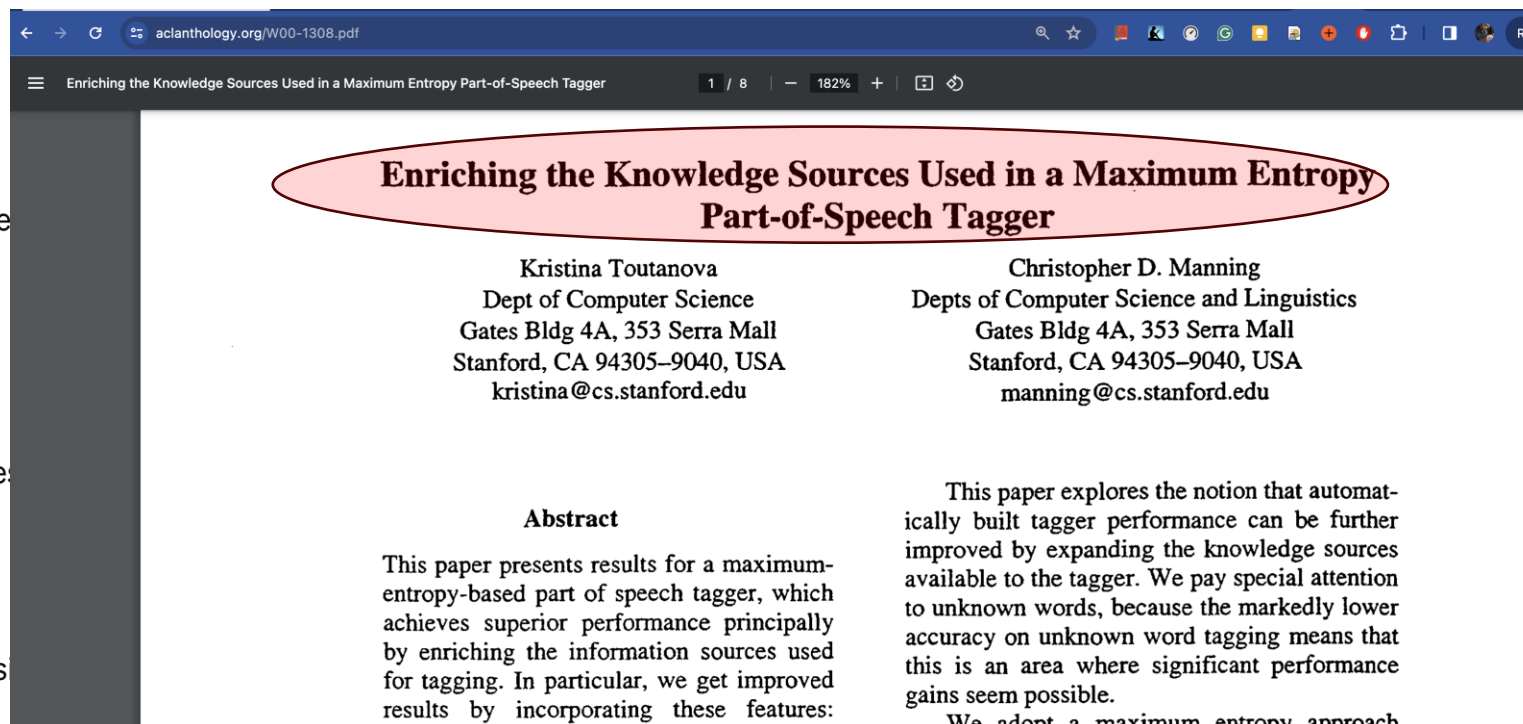 aclanthology.org/W00-1308.pdf
Enriching the Knowledge Sources Used in a Maximum Entropy Part-of-Speech Tagger
1 / 8
182%
Enriching the Knowledge Sources Used in a Maximum Entropy
Part-of-Speech Tagger
Kristina Toutanova
Dept of Computer Science
Gates Bldg 4A, 353 Serra Mall
Stanford, CA 94305–9040, USA
kristina@cs.stanford.edu
Christopher D. Manning
Depts of Computer Science and Linguistics
Gates Bldg 4A, 353 Serra Mall
Stanford, CA 94305–9040, USA
manning@cs.stanford.edu
Abstract
This paper presents results for a maximum-
entropy-based part of speech tagger, which
achieves superior performance principally
by enriching the information sources used
for tagging. In particular, we get improved
results by incorporating these features:
This paper explores the notion that automat-
ically built tagger performance can be further
improved by expanding the knowledge sources
available to the tagger. We pay special attention
to unknown words, because the markedly lower
accuracy on unknown word tagging means that
this is an area where significant performance
gains seem possible.
We adopt a maximum entropy approach